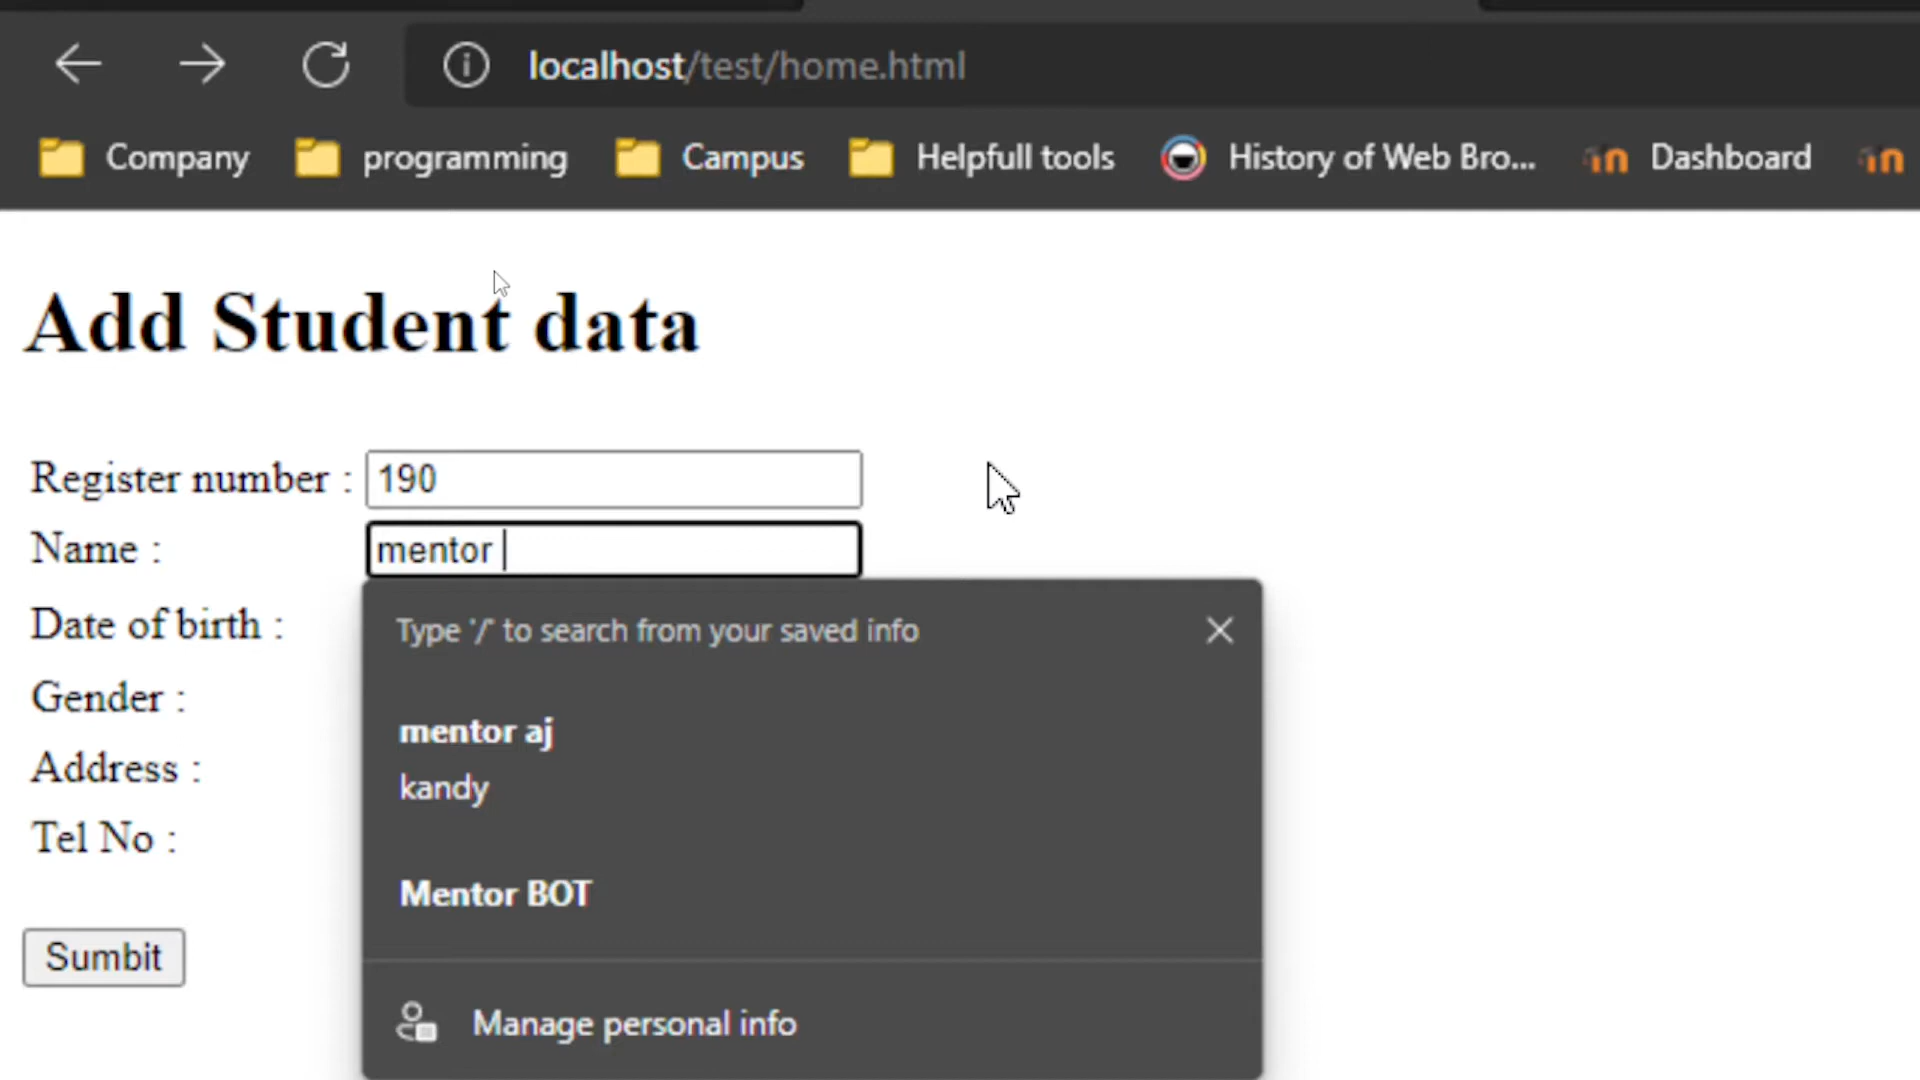 localhost/test/home.html
Company programming Campus Helpfull tools History of Web Bro... Dashboard
Add Student data
Register number : 190
Name : mentor
Date of birth :
Type '/' to search from your saved info
Gender :
mentor aj
Address :
kandy
Tel No :
Mentor BOT
Sumbit
Manage personal info